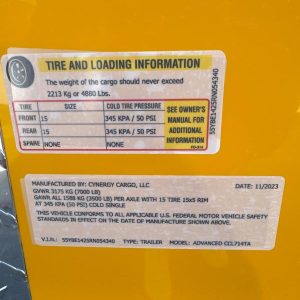 TIRE AND LOADING INFORMATION
The weight of the cargo should never exceed
2213 Kg or 4880 Lbs.
TIRE SIZE COLD TIRE PRESSURE
FRONT 15 345 KPA / 50 PSI
REAR 15 345 KPA / 50 PSI
SPARE NONE NONE
SEE OWNER'S
MANUAL FOR
ADDITIONAL
INFORMATION
55YBE1425RN054340
MANUFACTURED BY: CYNERGY CARGO, LLC DATE: 11/2023
GVWR 3175 KG (7000 LB)
GAWR ALL 1588 KG (3500 LB) PER AXLE WITH 15 TIRE 15x5 RIM
AT 345 KPA (50 PSI) COLD SINGLE
THIS VEHICLE CONFORMS TO ALL APPLICABLE U.S. FEDERAL MOTOR VEHICLE SAFETY
STANDARDS IN EFFECT ON THE DATE OF MANUFACTURE SHOWN ABOVE.
V.I.N.: 55YBE1425RN054340 TYPE: TRAILER MODEL: ADVANCED CCL714TA